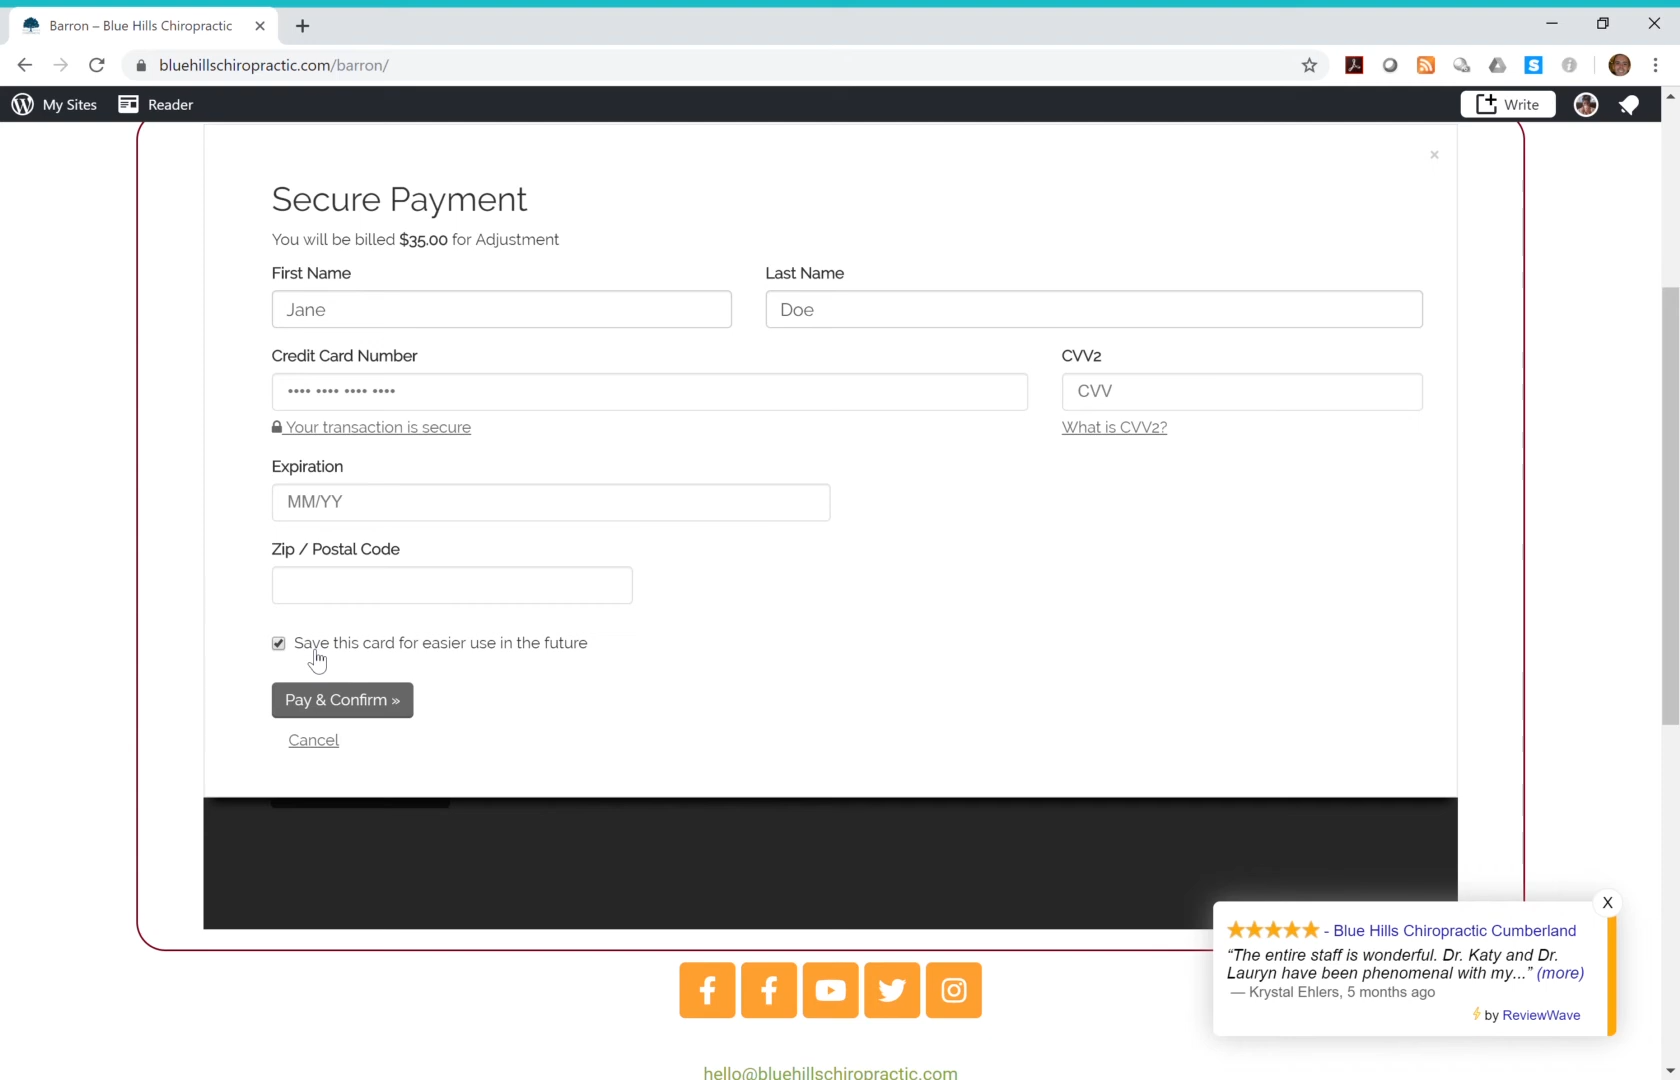 Barron – Blue Hills Chiropractic
bluehillschiropractic.com/barron/
My Sites
Reader
Write
Secure Payment
You will be billed $35.00 for Adjustment
First Name
Last Name
Jane
Doe
Credit Card Number
CVV2
•••• •••• •••• ••••
CVV
Your transaction is secure
What is CVV2?
Expiration
MM/YY
Zip / Postal Code
Save this card for easier use in the future
Pay & Confirm »
Cancel
X
★★★★★ - Blue Hills Chiropractic Cumberland
“The entire staff is wonderful. Dr. Katy and Dr.
Lauryn have been phenomenal with my...” (more)
— Krystal Ehlers, 5 months ago
by ReviewWave
hello@bluehillschiropractic.com